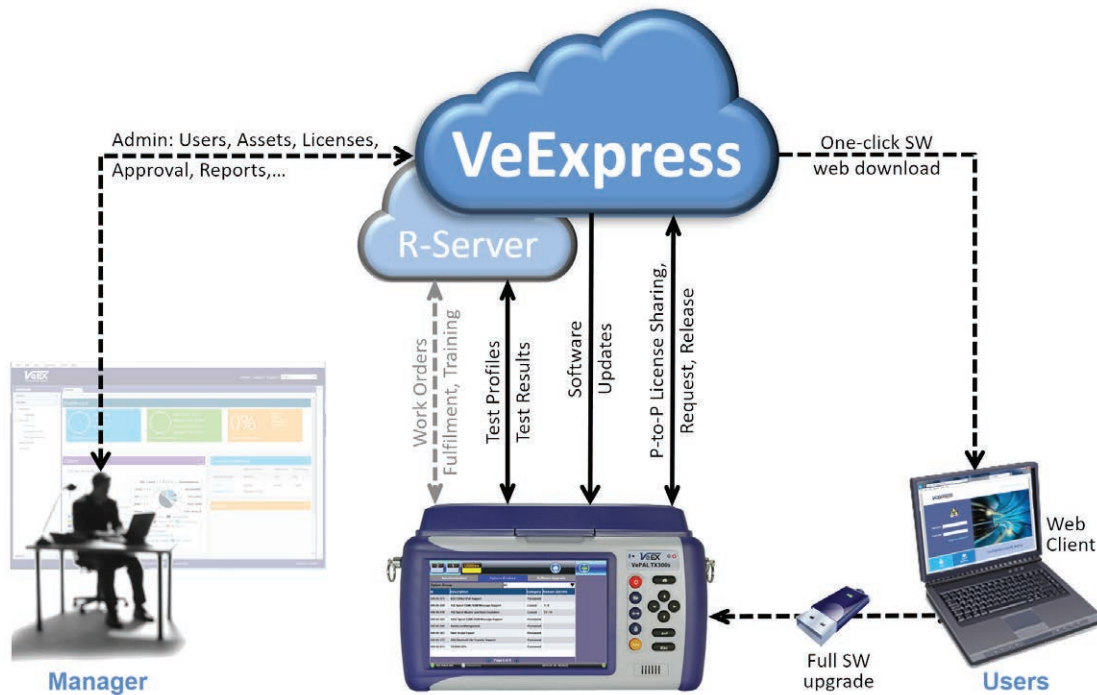 Admin: Users, Assets, Licenses,
Approval, Reports,...
VeExpress
One-click SW
web download
R-Server
Work Orders
Fulfilment, Training
Test Profiles
Test Results
Software
Updates
P-to-P License Sharing,
Request, Release
VEEX
0%
VeEX
VePAL TX300s
Web
Client
Full SW
upgrade
Manager
Users